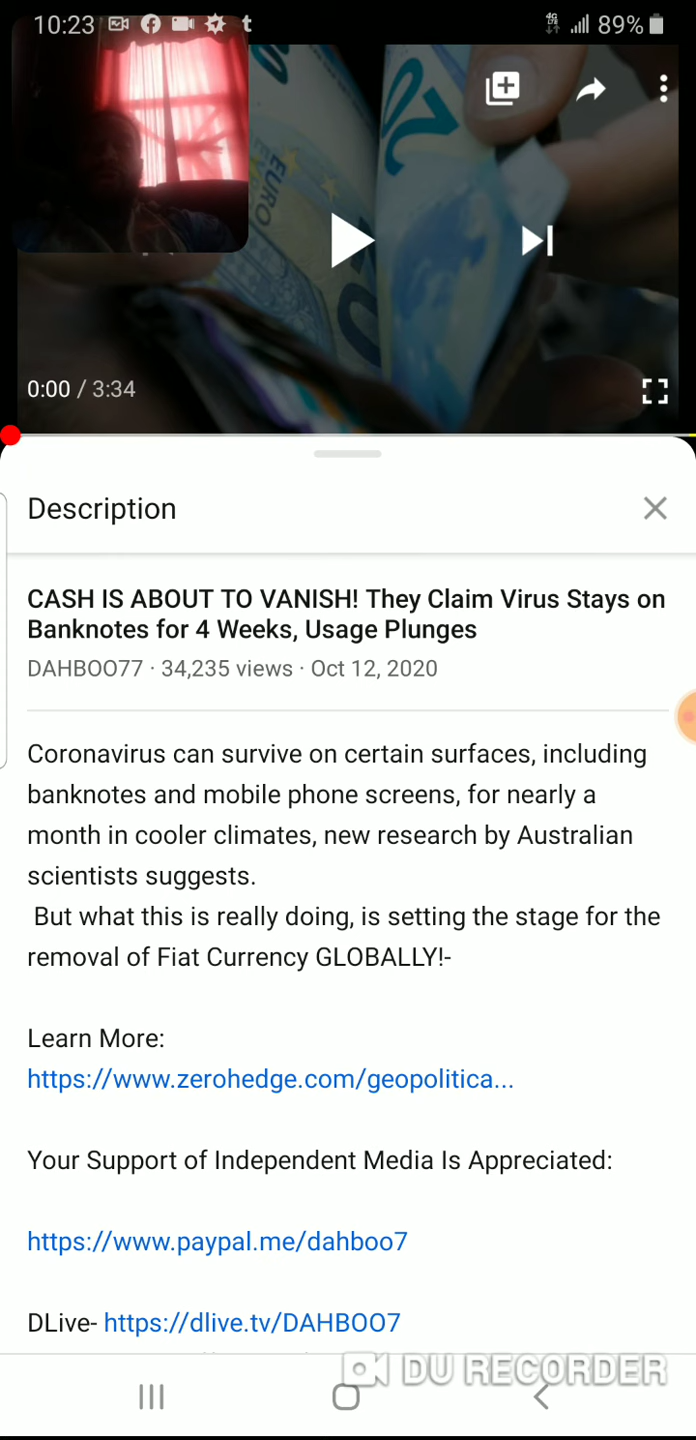 10:23
t
4G
89%
20
EURO
0:00 / 3:34
Description
CASH IS ABOUT TO VANISH! They Claim Virus Stays on
Banknotes for 4 Weeks, Usage Plunges
DAHBOO77 · 34,235 views · Oct 12, 2020
Coronavirus can survive on certain surfaces, including
banknotes and mobile phone screens, for nearly a
month in cooler climates, new research by Australian
scientists suggests.
But what this is really doing, is setting the stage for the
removal of Fiat Currency GLOBALLY!-
Learn More:
https://www.zerohedge.com/geopolitica...
Your Support of Independent Media Is Appreciated:
https://www.paypal.me/dahboo7
DLive- https://dlive.tv/DAHBOO7
DU RECORDER